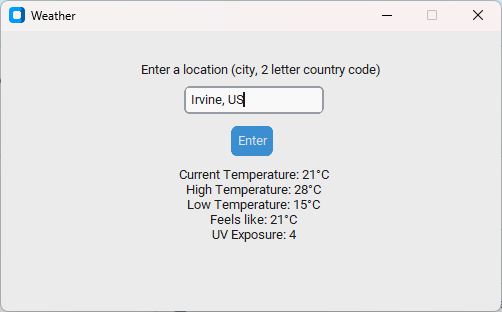 Weather
Enter a location (city, 2 letter country code)
Irvine, US
Enter
Current Temperature: 21°C
High Temperature: 28°C
Low Temperature: 15°C
Feels like: 21°C
UV Exposure: 4